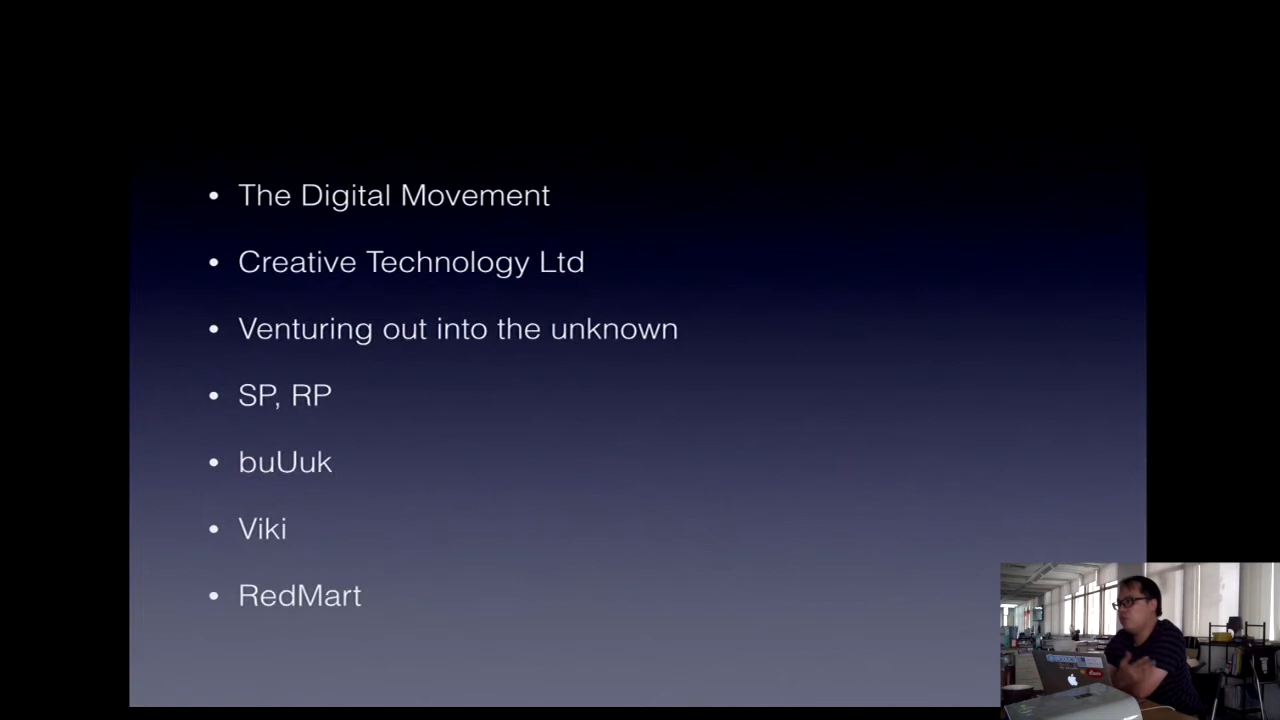 • The Digital Movement
• Creative Technology Ltd
• Venturing out into the unknown
• SP, RP
• buUuk
• Viki
• RedMart